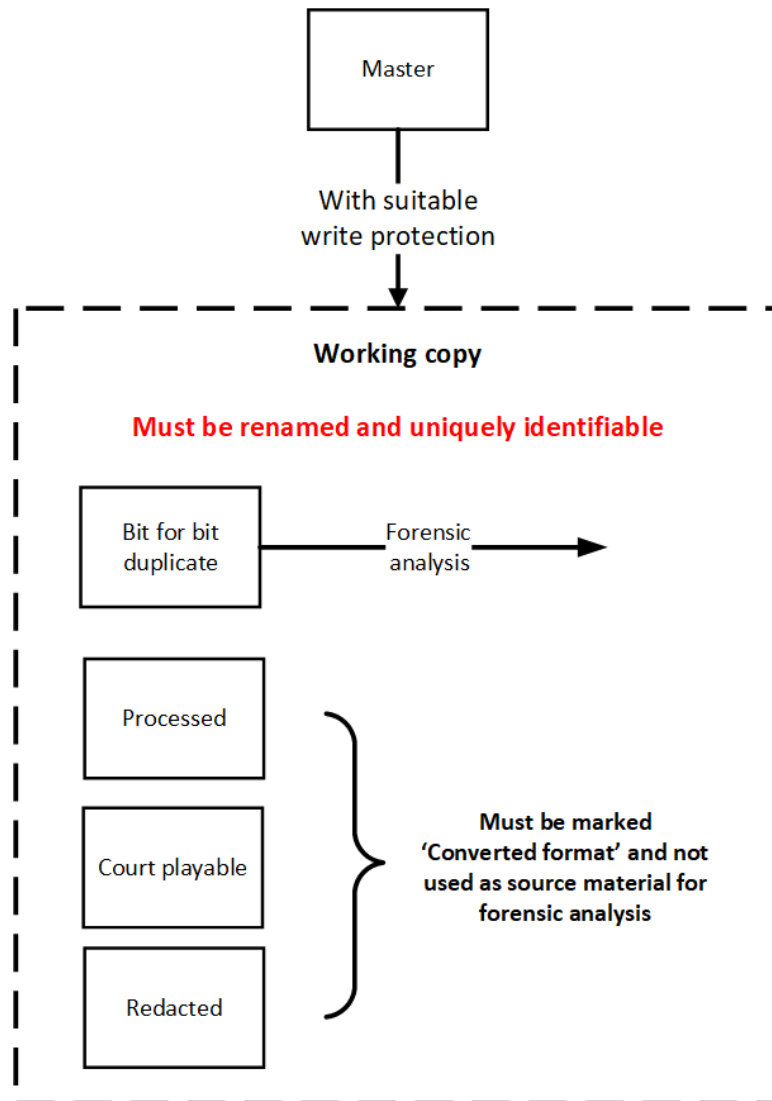 Master
With suitable
write protection
Working copy
Must be renamed and uniquely identifiable
Bit for bit
duplicate
Forensic
analysis
Processed
Court playable
Redacted
Must be marked
‘Converted format’ and not
used as source material for
forensic analysis